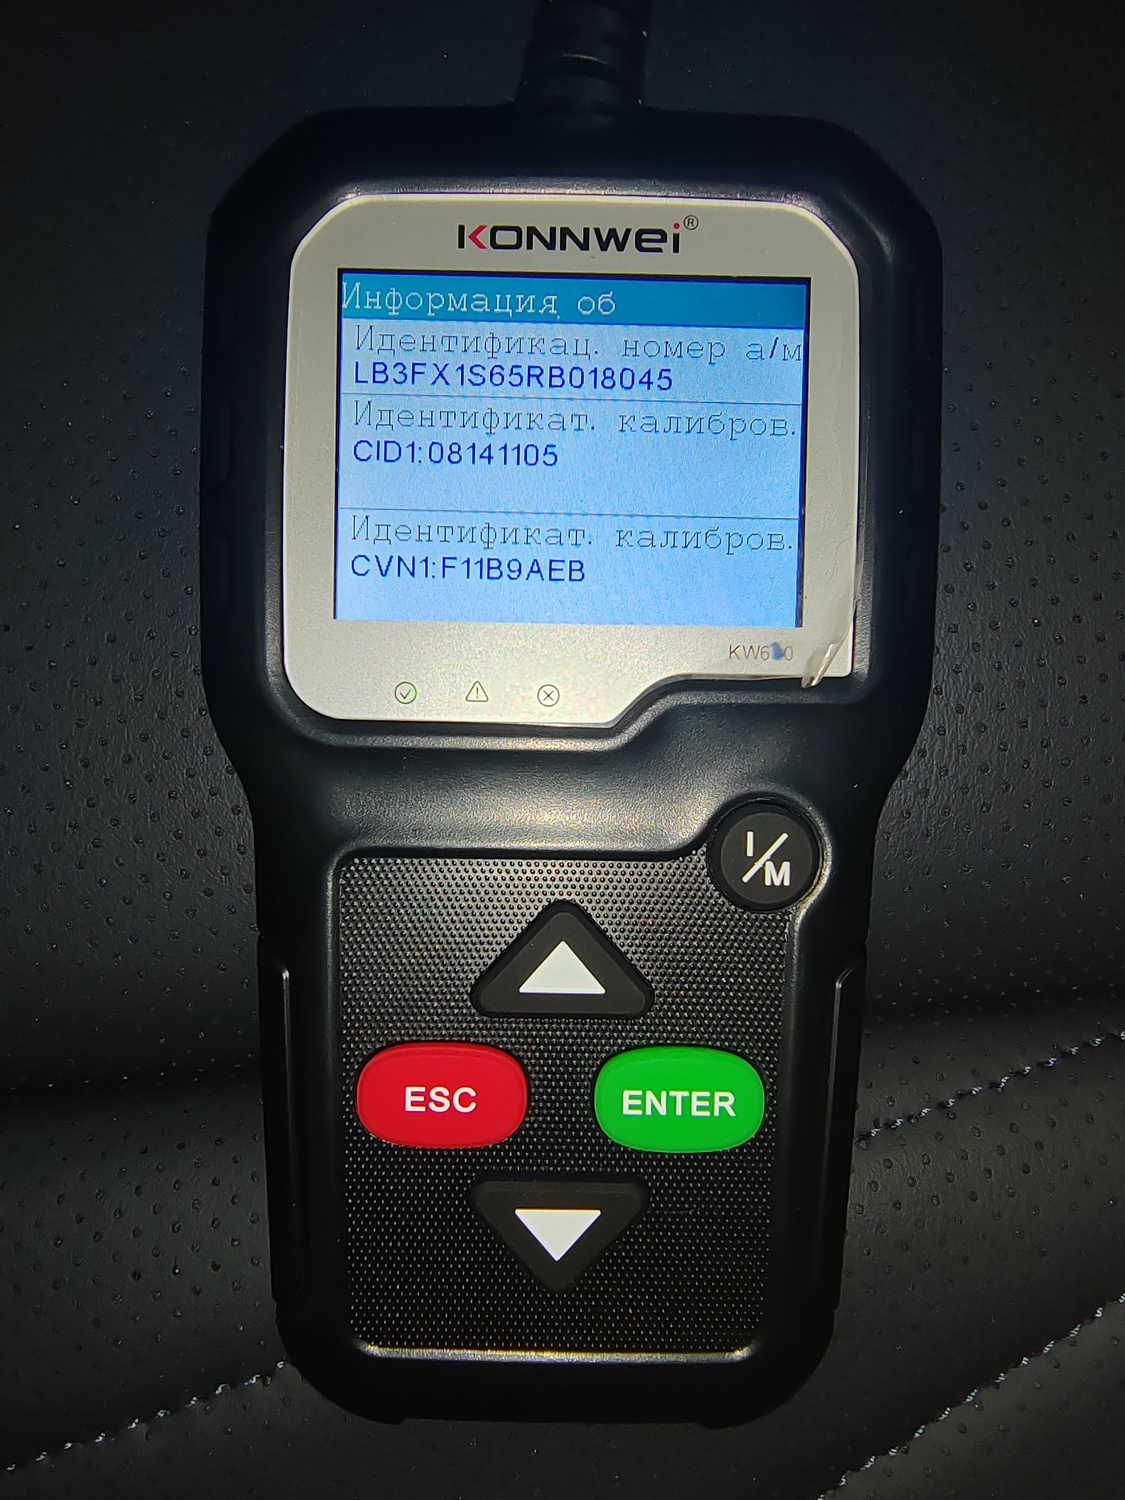 KONNWEI®
Информация об
Идентификац. номер а/м
LB3FX1S65RB018045
Идентификат. калибров.
CID1:08141105
Идентификат. калибров.
CVN1:F11B9AEB
I/M
ESC
ENTER